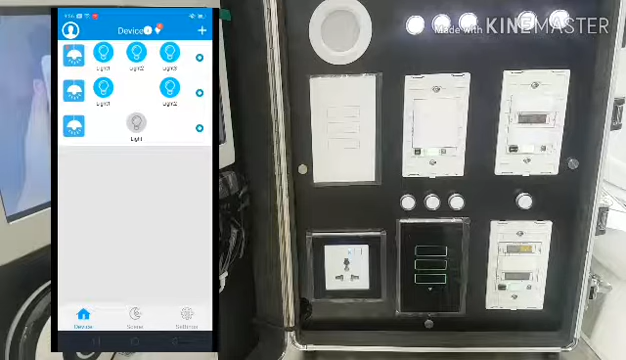 Device
Light1 Light2 Light3
Light1 Light2
Light
Device Scene Settings
Made with KINEMASTER